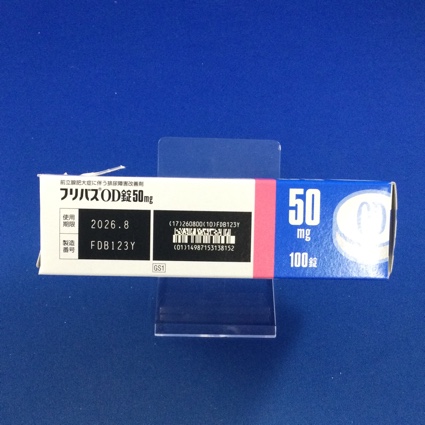 前立腺肥大症に伴う排尿障害改善剤
フリバスOD錠50mg
使用期限 2026.8
製造番号 FDB123Y
(17)260800(10)FDB123Y
(01)14987153138152
GS1
50
mg
100錠